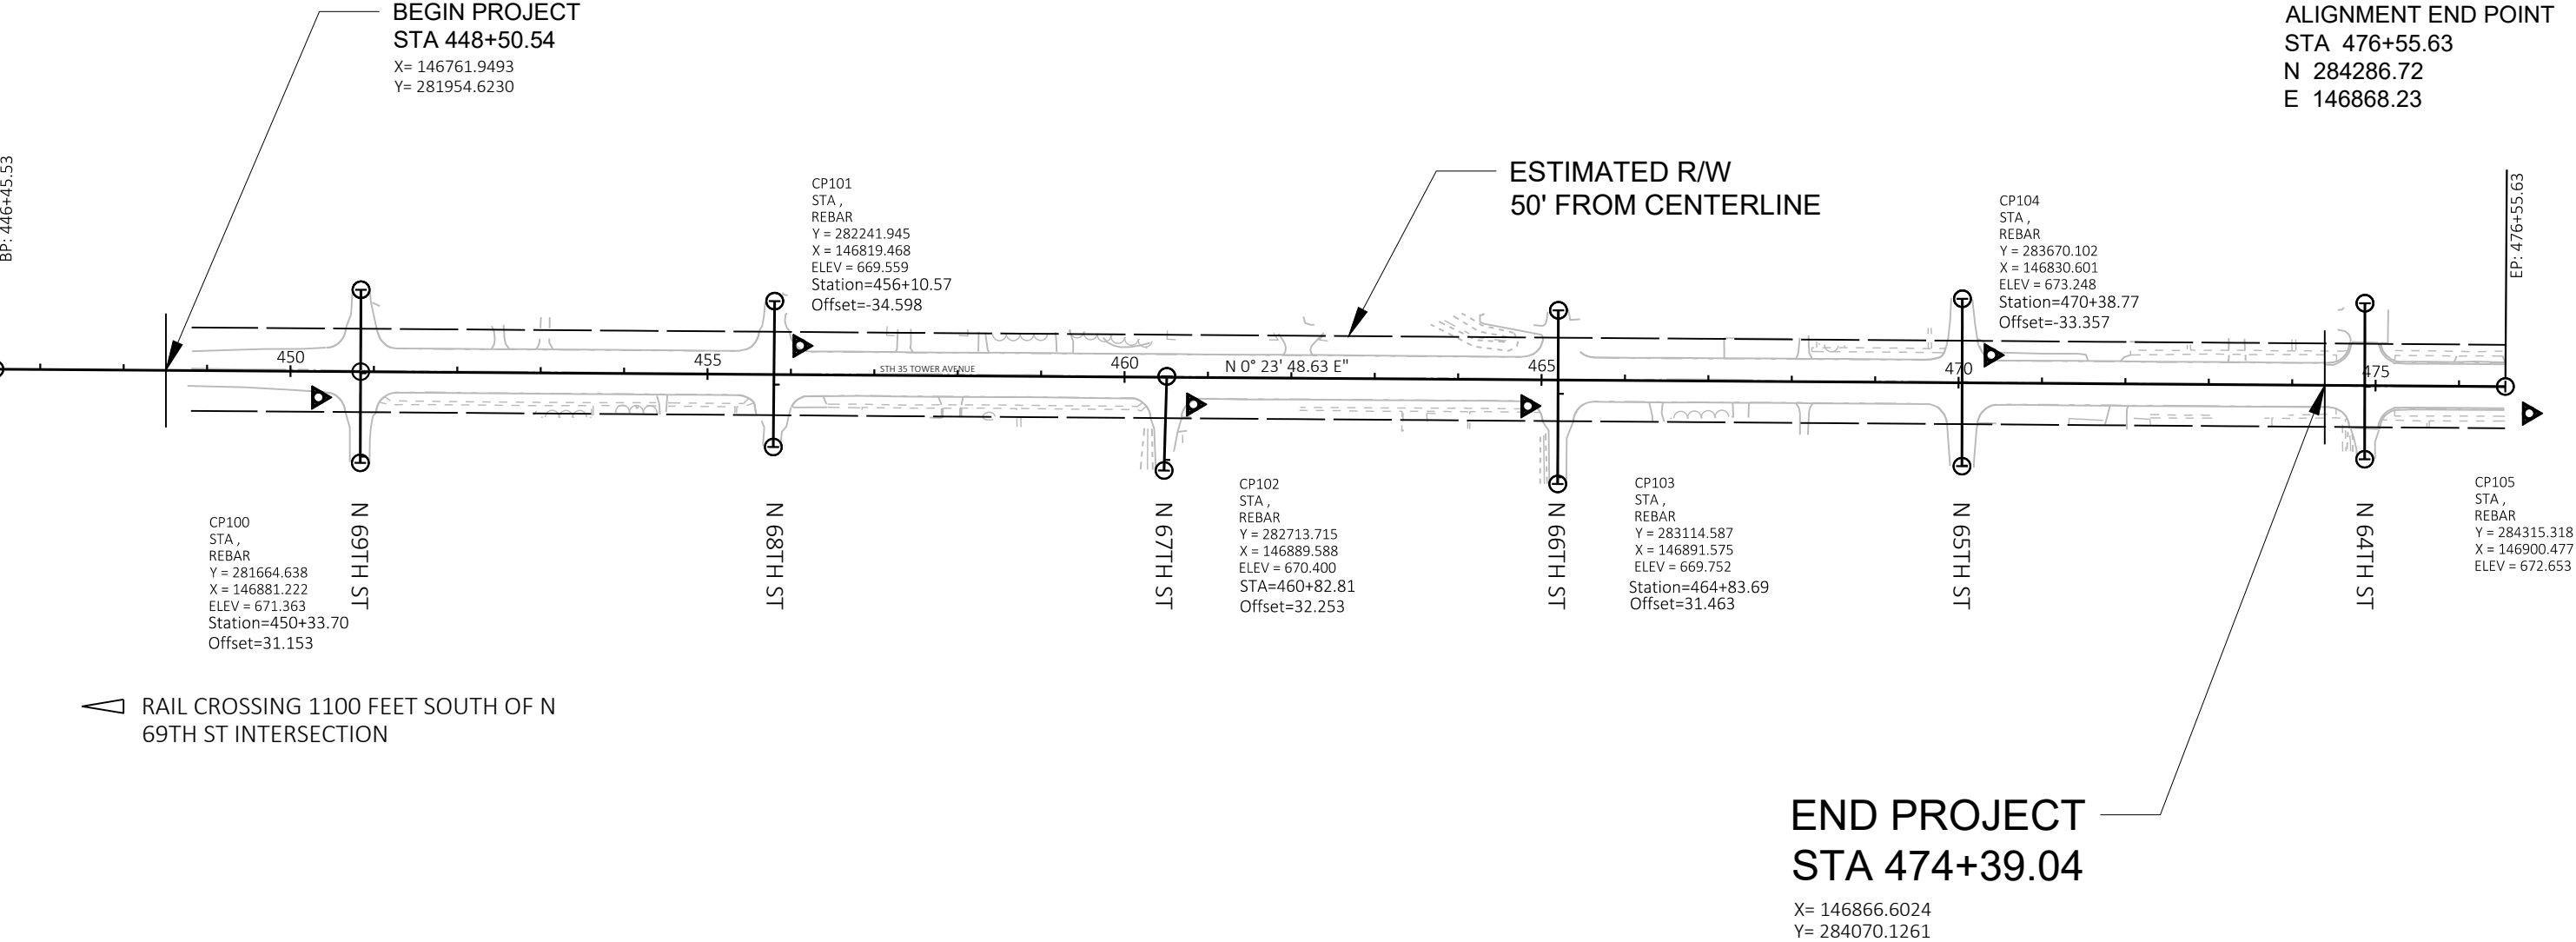 BEGIN PROJECT
STA 448+50.54
X= 146761.9493
Y= 281954.6230
ALIGNMENT END POINT
STA 476+55.63
N 284286.72
E 146868.23
BP: 446+45.53
CP101
STA ,
REBAR
Y = 282241.945
X = 146819.468
ELEV = 669.559
Station=456+10.57
Offset=-34.598
ESTIMATED R/W
50' FROM CENTERLINE
CP104
STA ,
REBAR
Y = 283670.102
X = 146830.601
ELEV = 673.248
Station=470+38.77
Offset=-33.357
EP: 476+55.63
450
455
460
465
470
475
STH 35 TOWER AVENUE
N 0° 23' 48.63 E"
CP100
STA ,
REBAR
Y = 281664.638
X = 146881.222
ELEV = 671.363
Station=450+33.70
Offset=31.153
N 69TH ST
N 68TH ST
N 67TH ST
CP102
STA ,
REBAR
Y = 282713.715
X = 146889.588
ELEV = 670.400
STA=460+82.81
Offset=32.253
N 66TH ST
CP103
STA ,
REBAR
Y = 283114.587
X = 146891.575
ELEV = 669.752
Station=464+83.69
Offset=31.463
N 65TH ST
N 64TH ST
CP105
STA ,
REBAR
Y = 284315.318
X = 146900.477
ELEV = 672.653
RAIL CROSSING 1100 FEET SOUTH OF N
69TH ST INTERSECTION
END PROJECT
STA 474+39.04
X= 146866.6024
Y= 284070.1261